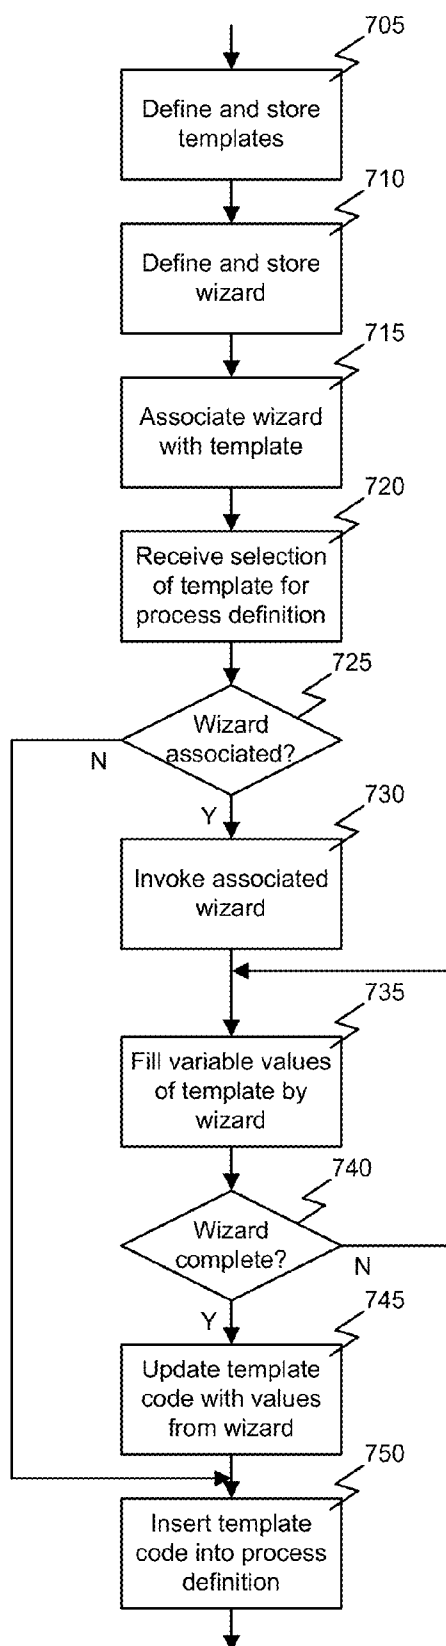 705
Define and store
templates
710
Define and store
wizard
715
Associate wizard
with template
720
Receive selection
of template for
process definition
725
Wizard
associated?
N
Y
730
Invoke associated
wizard
735
Fill variable values
of template by
wizard
740
Wizard
complete?
N
Y
745
Update template
code with values
from wizard
750
Insert template
code into process
definition